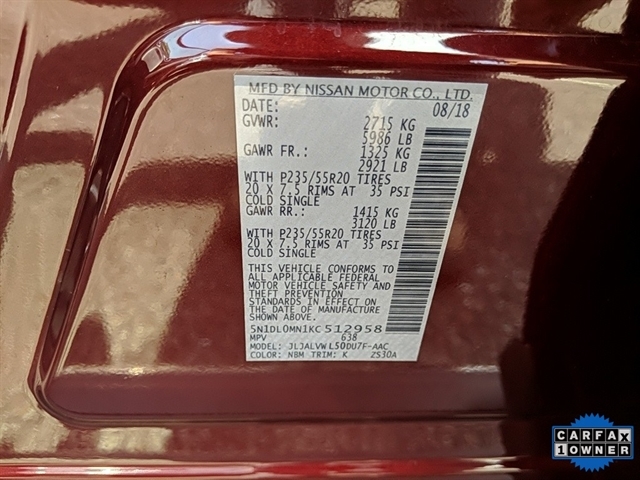 MFD BY NISSAN MOTOR CO., LTD.
DATE: 08/18
GVWR: 2715 KG
5986 LB
GAWR FR.: 1325 KG
2921 LB
WITH P235/55R20 TIRES
20 X 7.5 RIMS AT 35 PSI
COLD SINGLE
GAWR RR.: 1415 KG
3120 LB
WITH P235/55R20 TIRES
20 X 7.5 RIMS AT 35 PSI
COLD SINGLE
THIS VEHICLE CONFORMS TO
ALL APPLICABLE FEDERAL
MOTOR VEHICLE SAFETY AND
THEFT PREVENTION
STANDARDS IN EFFECT ON
THE DATE OF MANUFACTURE
SHOWN ABOVE.
5N1DL0MN1KC512958
MPV 638
MODEL: JLJALVWL50DU7F-AAC
COLOR: NBM TRIM: K ZS30A
CARFAX
1 OWNER